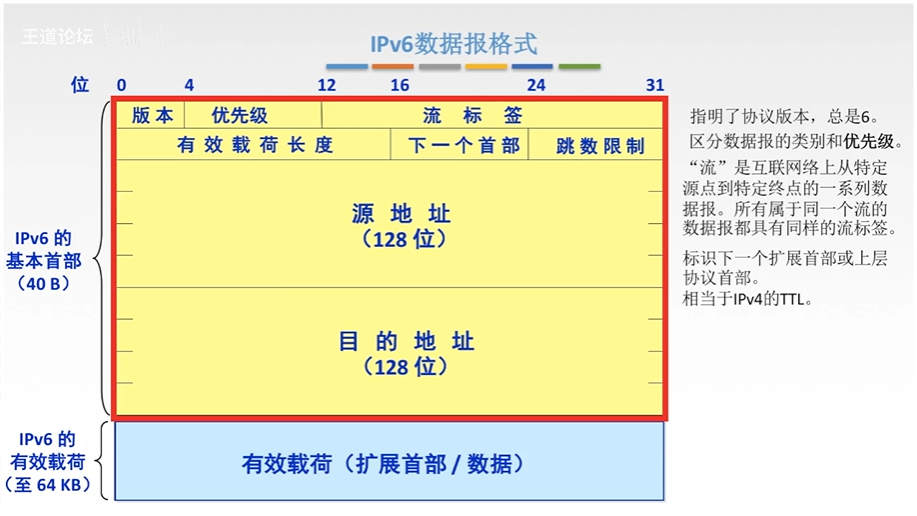 王道论坛
IPv6数据报格式
位 0 4 12 16 24 31
版本 优先级 流标签
有效载荷长度 下一个首部 跳数限制
源地址
（128 位）
目的地址
（128 位）
IPv6 的
基本首部
（40 B）
IPv6 的
有效载荷
（至 64 KB）
有效载荷（扩展首部 / 数据）
指明了协议版本，总是6。
区分数据报的类别和优先级。
“流”是互联网络上从特定
源点到特定终点的一系列数
据报。所有属于同一个流的
数据报都具有同样的流标签。
标识下一个扩展首部或上层
协议首部。
相当于IPv4的TTL。